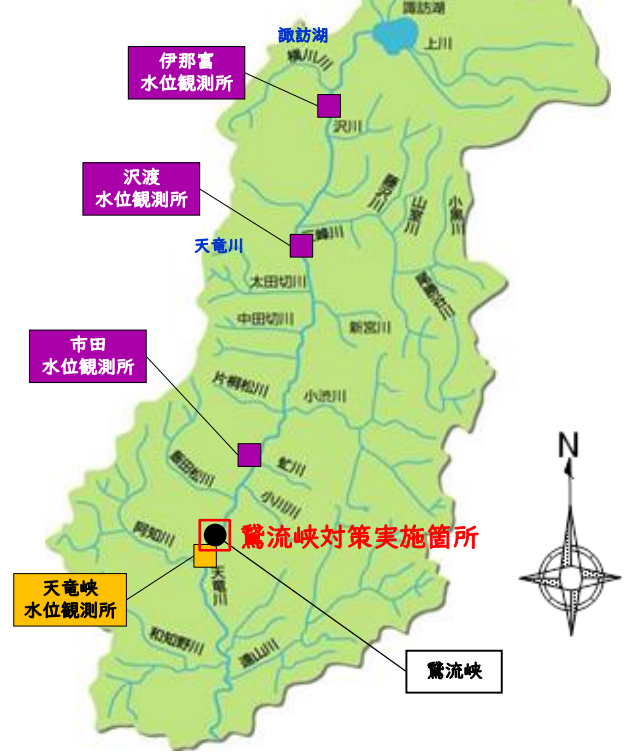 諏訪湖
諏訪湖
上川
横川川
伊那富
水位観測所
沢川
沢渡
水位観測所
藤沢川
山室川
小黒川
三峰川
天竜川
太田切川
中田切川
新宮川
市田
水位観測所
片桐松川
小渋川
飯田松川
虻川
小川川
阿知川
鵞流峡対策実施箇所
天竜峡
水位観測所
天竜川
和知野川
遠山川
鵞流峡
N